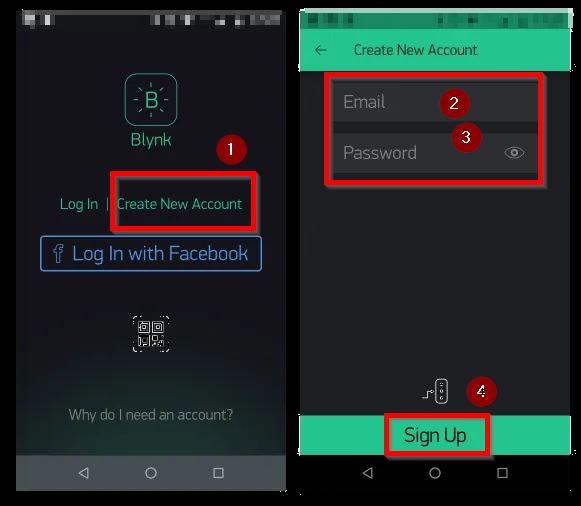 B
Blynk
1
Log In | Create New Account
f Log In with Facebook
Why do I need an account?
Create New Account
Email 2
3
Password
4
Sign Up